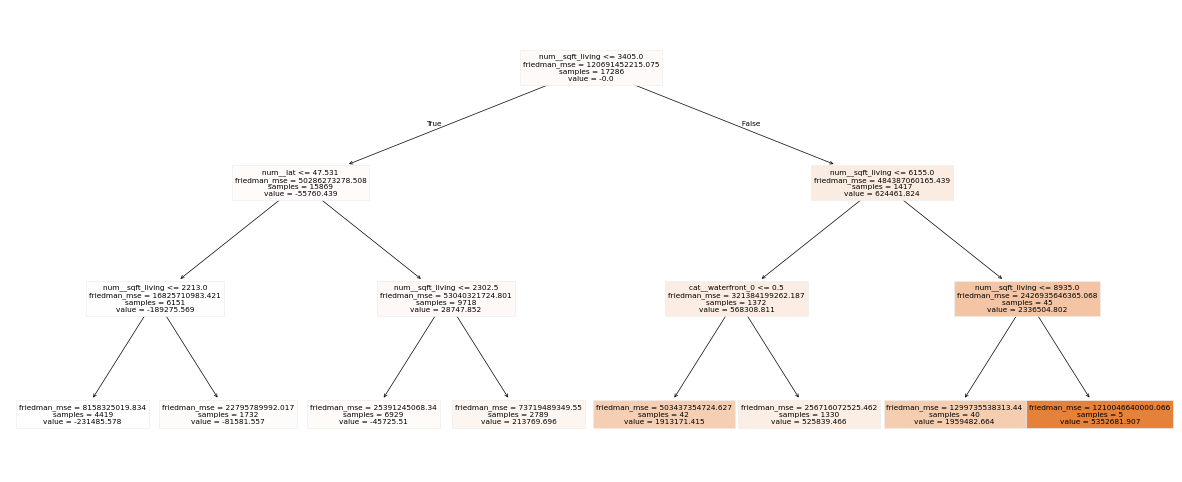 num__sqft_living <= 3405.0
friedman_mse = 120691452215.075
samples = 17286
value = -0.0
True
False
num__lat <= 47.531
friedman_mse = 50286273278.508
samples = 15869
value = -55760.439
num__sqft_living <= 6155.0
friedman_mse = 484387060165.439
samples = 1417
value = 624461.824
num__sqft_living <= 2213.0
friedman_mse = 16825710983.421
samples = 6151
value = -189275.569
num__sqft_living <= 2302.5
friedman_mse = 53040321724.801
samples = 9718
value = 28747.852
cat__waterfront_0 <= 0.5
friedman_mse = 321384199262.187
samples = 1372
value = 568308.811
num__sqft_living <= 8935.0
friedman_mse = 2426935646365.068
samples = 45
value = 2336504.802
friedman_mse = 8158325019.834
samples = 4419
value = -231485.578
friedman_mse = 22795789992.017
samples = 1732
value = -81581.557
friedman_mse = 25391245068.34
samples = 6929
value = -45725.51
friedman_mse = 73719489349.55
samples = 2789
value = 213769.696
friedman_mse = 503437354724.627
samples = 42
value = 1913171.415
friedman_mse = 256716072525.462
samples = 1330
value = 525839.466
friedman_mse = 1299735538313.44
samples = 40
value = 1959482.664
friedman_mse = 1210046640000.066
samples = 5
value = 5352681.907